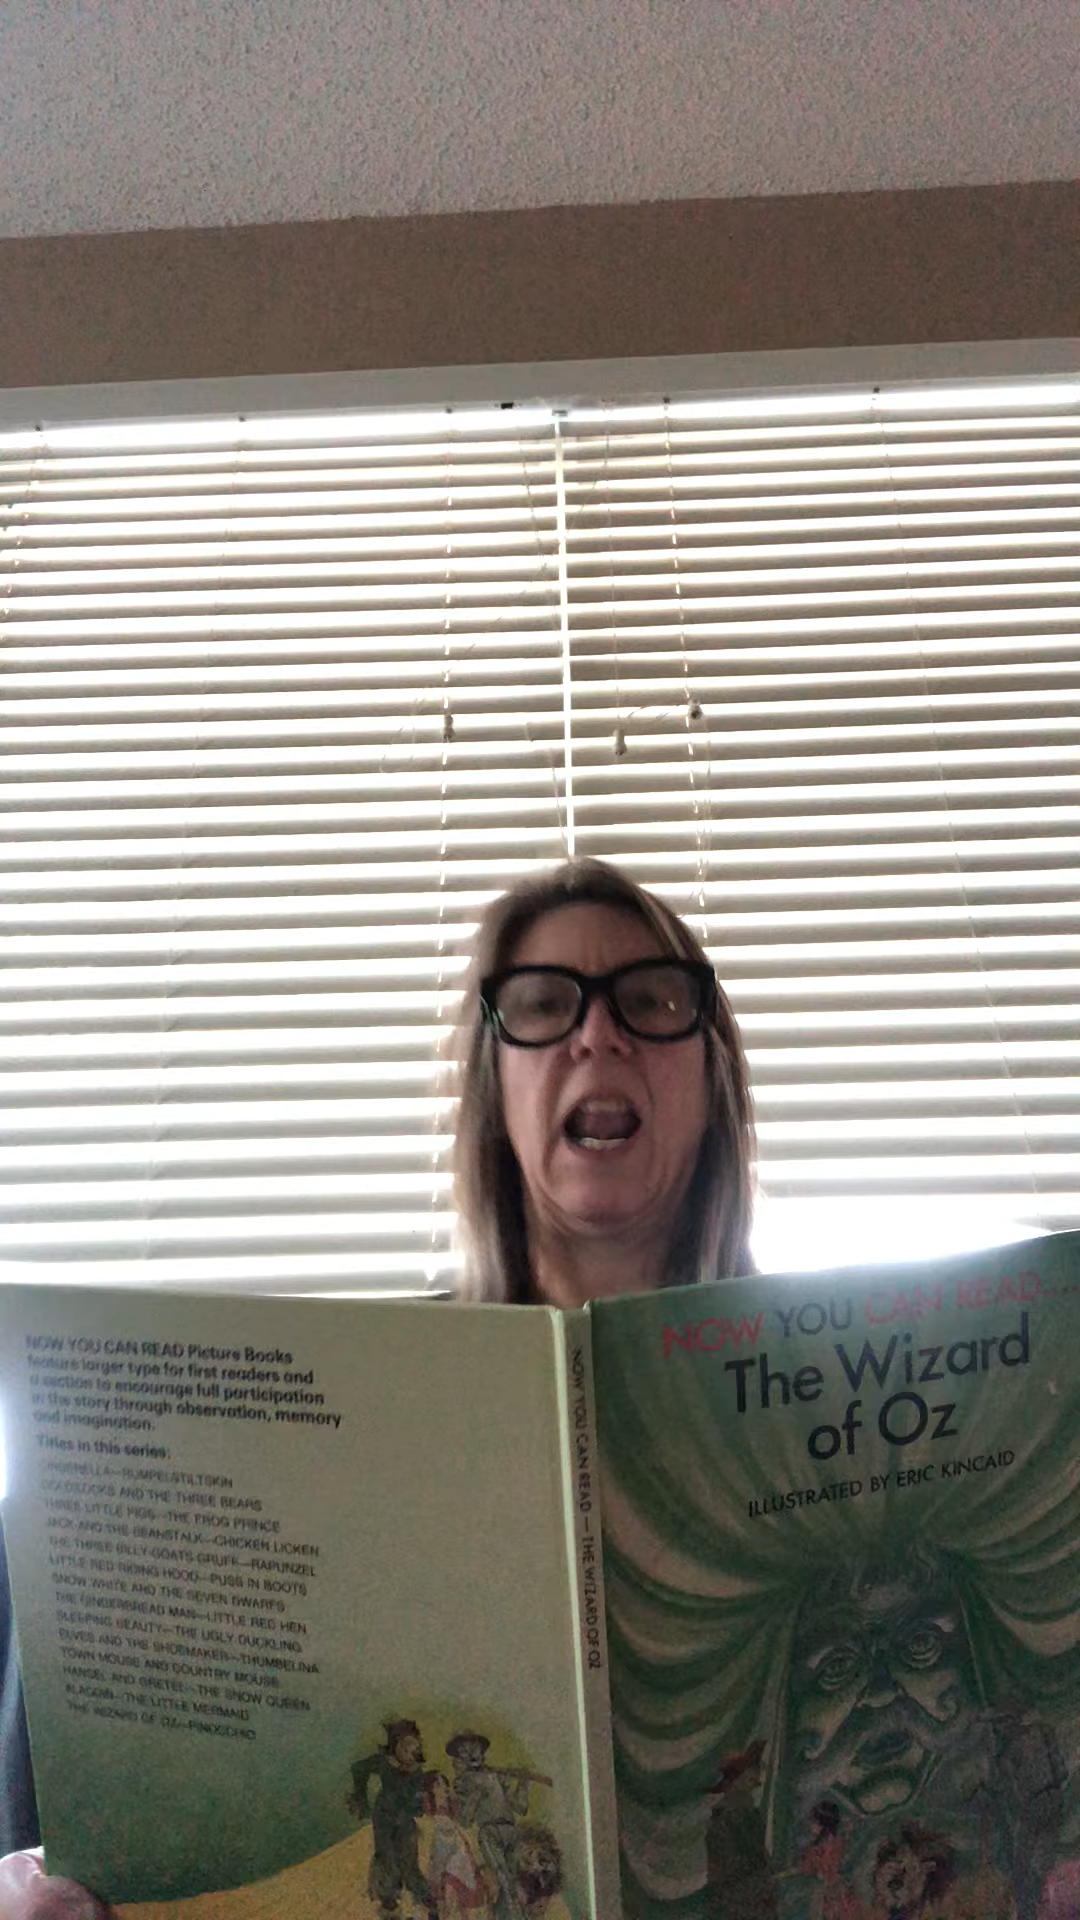 NOW YOU CAN READ Picture Books
feature larger type for first readers and
a section to encourage full participation
in the story through observation, memory
and imagination.
Titles in this series:
CINDERELLA—RUMPELSTILTSKIN
GOLDILOCKS AND THE THREE BEARS
THREE LITTLE PIGS—THE FROG PRINCE
JACK AND THE BEANSTALK—CHICKEN LICKEN
THE THREE BILLY-GOATS GRUFF—RAPUNZEL
LITTLE RED RIDING HOOD—PUSS IN BOOTS
SNOW WHITE AND THE SEVEN DWARFS
THE GINGERBREAD MAN—LITTLE RED HEN
SLEEPING BEAUTY—THE UGLY DUCKLING
ELVES AND THE SHOEMAKER—THUMBELINA
TOWN MOUSE AND COUNTRY MOUSE
HANSEL AND GRETEL—THE SNOW QUEEN
ALADDIN—THE LITTLE MERMAID
THE WIZARD OF OZ—PINOCCHIO
NOW YOU CAN READ — THE WIZARD OF OZ
NOW YOU CAN READ....
The Wizard
of Oz
ILLUSTRATED BY ERIC KINCAID